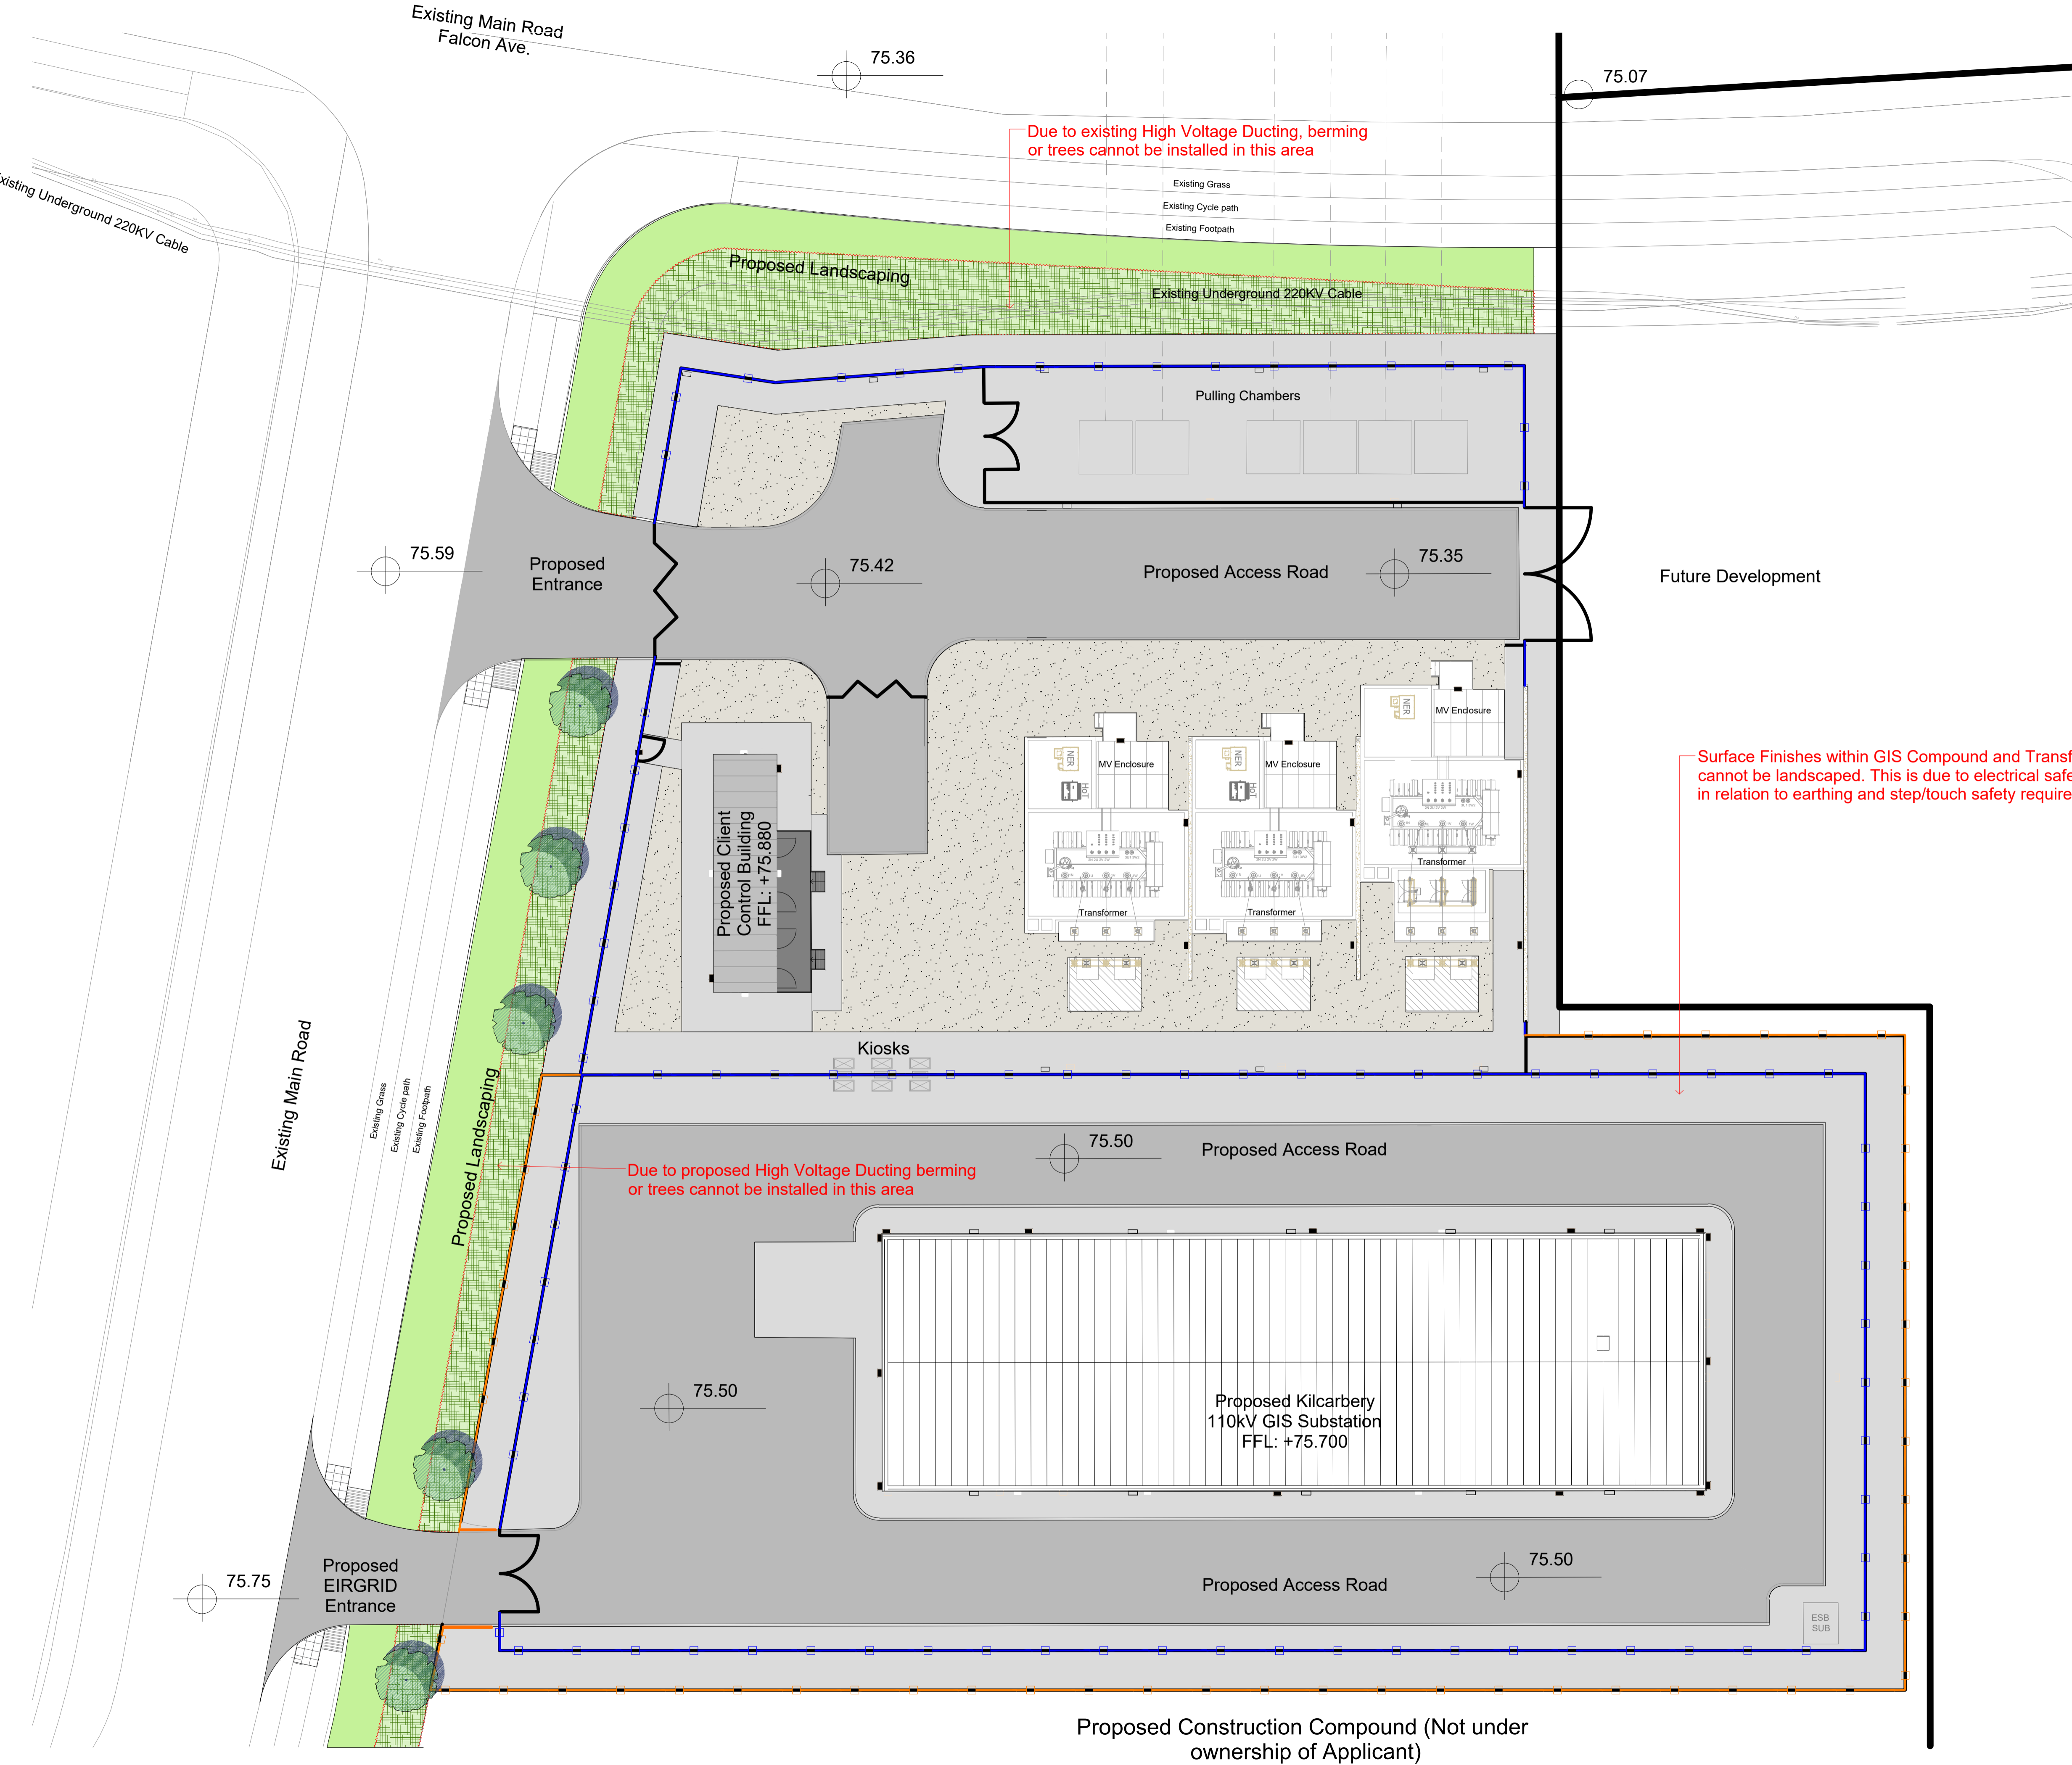 Existing Main Road
Falcon Ave.
75.36
75.07
Due to existing High Voltage Ducting, berming
or trees cannot be installed in this area
Existing Grass
Existing Cycle path
Existing Footpath
xisting Underground 220KV Cable
Proposed Landscaping
Existing Underground 220KV Cable
Pulling Chambers
75.59
Proposed
Entrance
75.42
Proposed Access Road
75.35
Future Development
NER
MV Enclosure
NER
MV Enclosure
NER
MV Enclosure
HoT
HoT
Surface Finishes within GIS Compound and Transf
cannot be landscaped. This is due to electrical safe
in relation to earthing and step/touch safety require
Proposed Client
Control Building
FFL: +75.880
Transformer
Transformer
Transformer
Kiosks
Existing Main Road
Existing Grass
Existing Cycle path
Existing Footpath
Proposed Landscaping
75.50
Proposed Access Road
Due to proposed High Voltage Ducting berming
or trees cannot be installed in this area
75.50
Proposed Kilcarbery
110kV GIS Substation
FFL: +75.700
75.75
Proposed
EIRGRID
Entrance
Proposed Access Road
75.50
ESB
SUB
Proposed Construction Compound (Not under
ownership of Applicant)